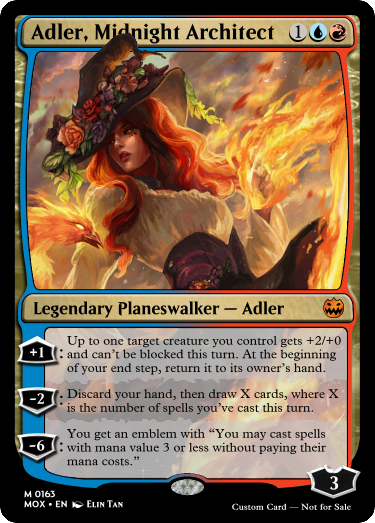 Adler, Midnight Architect 1
Legendary Planeswalker — Adler
+1: Up to one target creature you control gets +2/+0
and can't be blocked this turn. At the beginning
of your end step, return it to its owner's hand.
-2: Discard your hand, then draw X cards, where X
is the number of spells you've cast this turn.
-6: You get an emblem with “You may cast spells
with mana value 3 or less without paying their
mana costs.”
3
M 0163
MOX • EN Elin Tan
Custom Card — Not for Sale